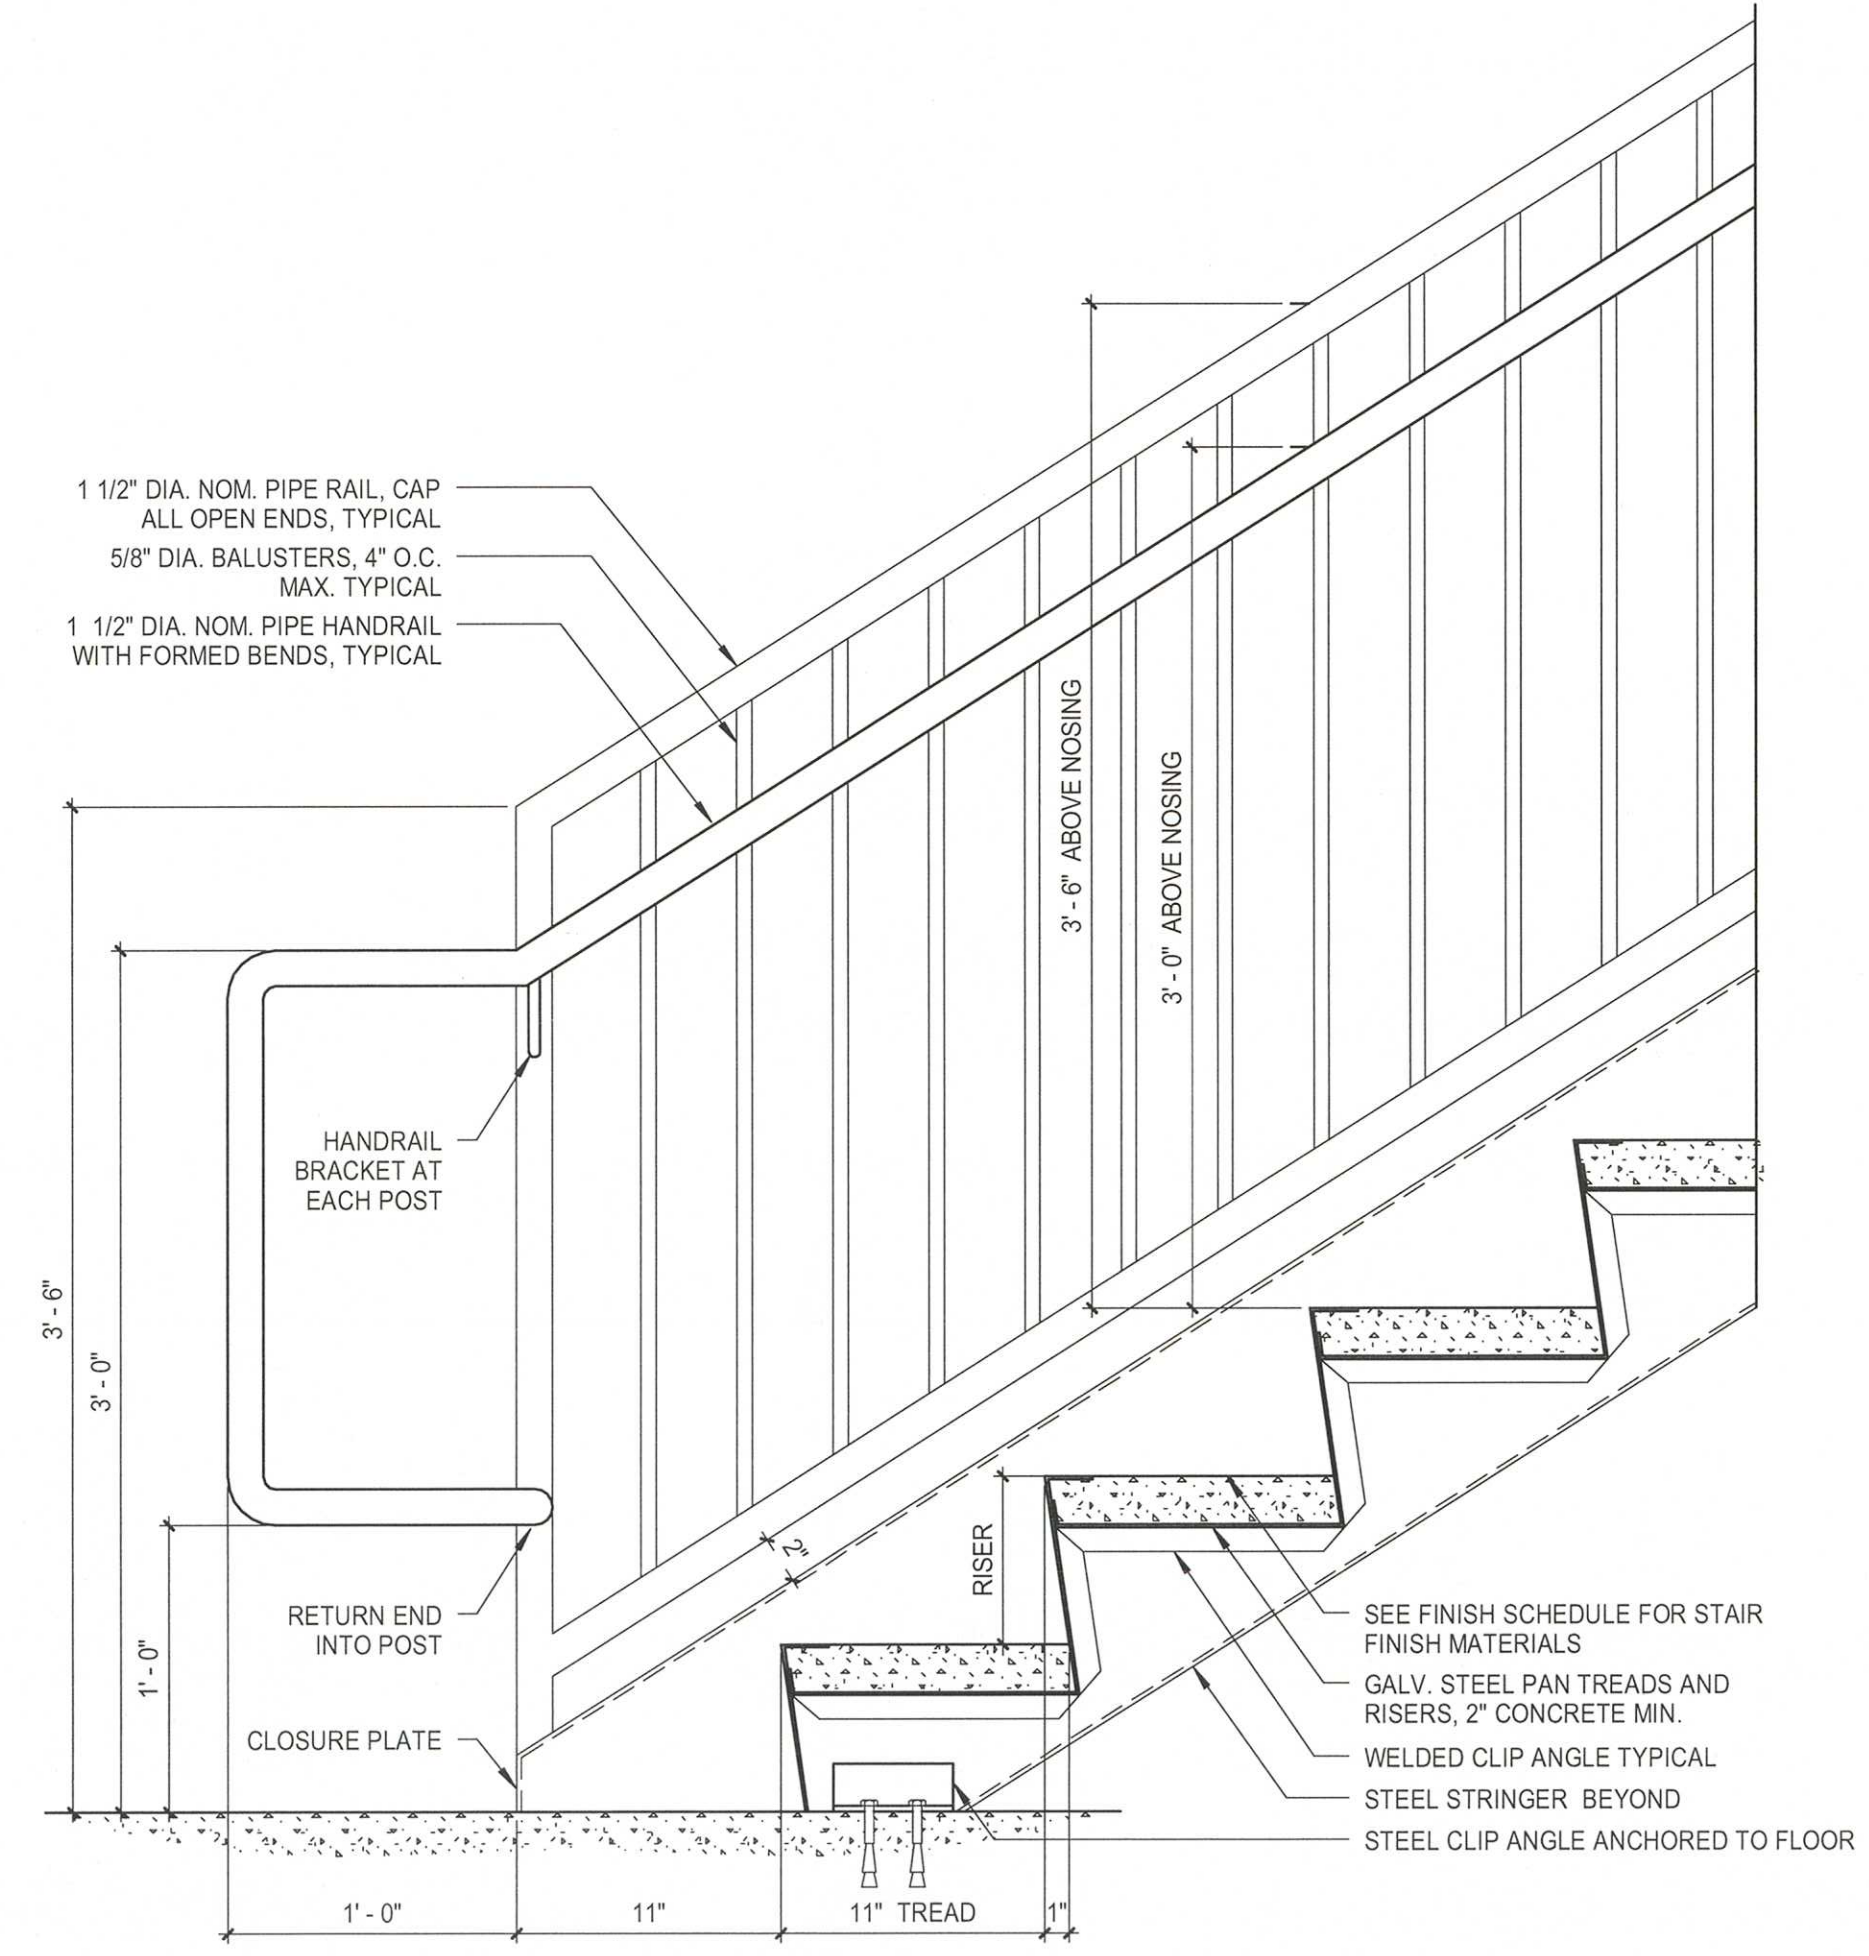 1 1/2" DIA. NOM. PIPE RAIL, CAP
ALL OPEN ENDS, TYPICAL
5/8" DIA. BALUSTERS, 4" O.C.
MAX. TYPICAL
1 1/2" DIA. NOM. PIPE HANDRAIL
WITH FORMED BENDS, TYPICAL
3' - 6" ABOVE NOSING
3' - 0" ABOVE NOSING
HANDRAIL
BRACKET AT
EACH POST
3' - 6"
3' - 0"
1' - 0"
RETURN END
INTO POST
CLOSURE PLATE
2"
RISER
SEE FINISH SCHEDULE FOR STAIR
FINISH MATERIALS
GALV. STEEL PAN TREADS AND
RISERS, 2" CONCRETE MIN.
WELDED CLIP ANGLE TYPICAL
STEEL STRINGER BEYOND
STEEL CLIP ANGLE ANCHORED TO FLOOR
1' - 0"
11"
11" TREAD
1"